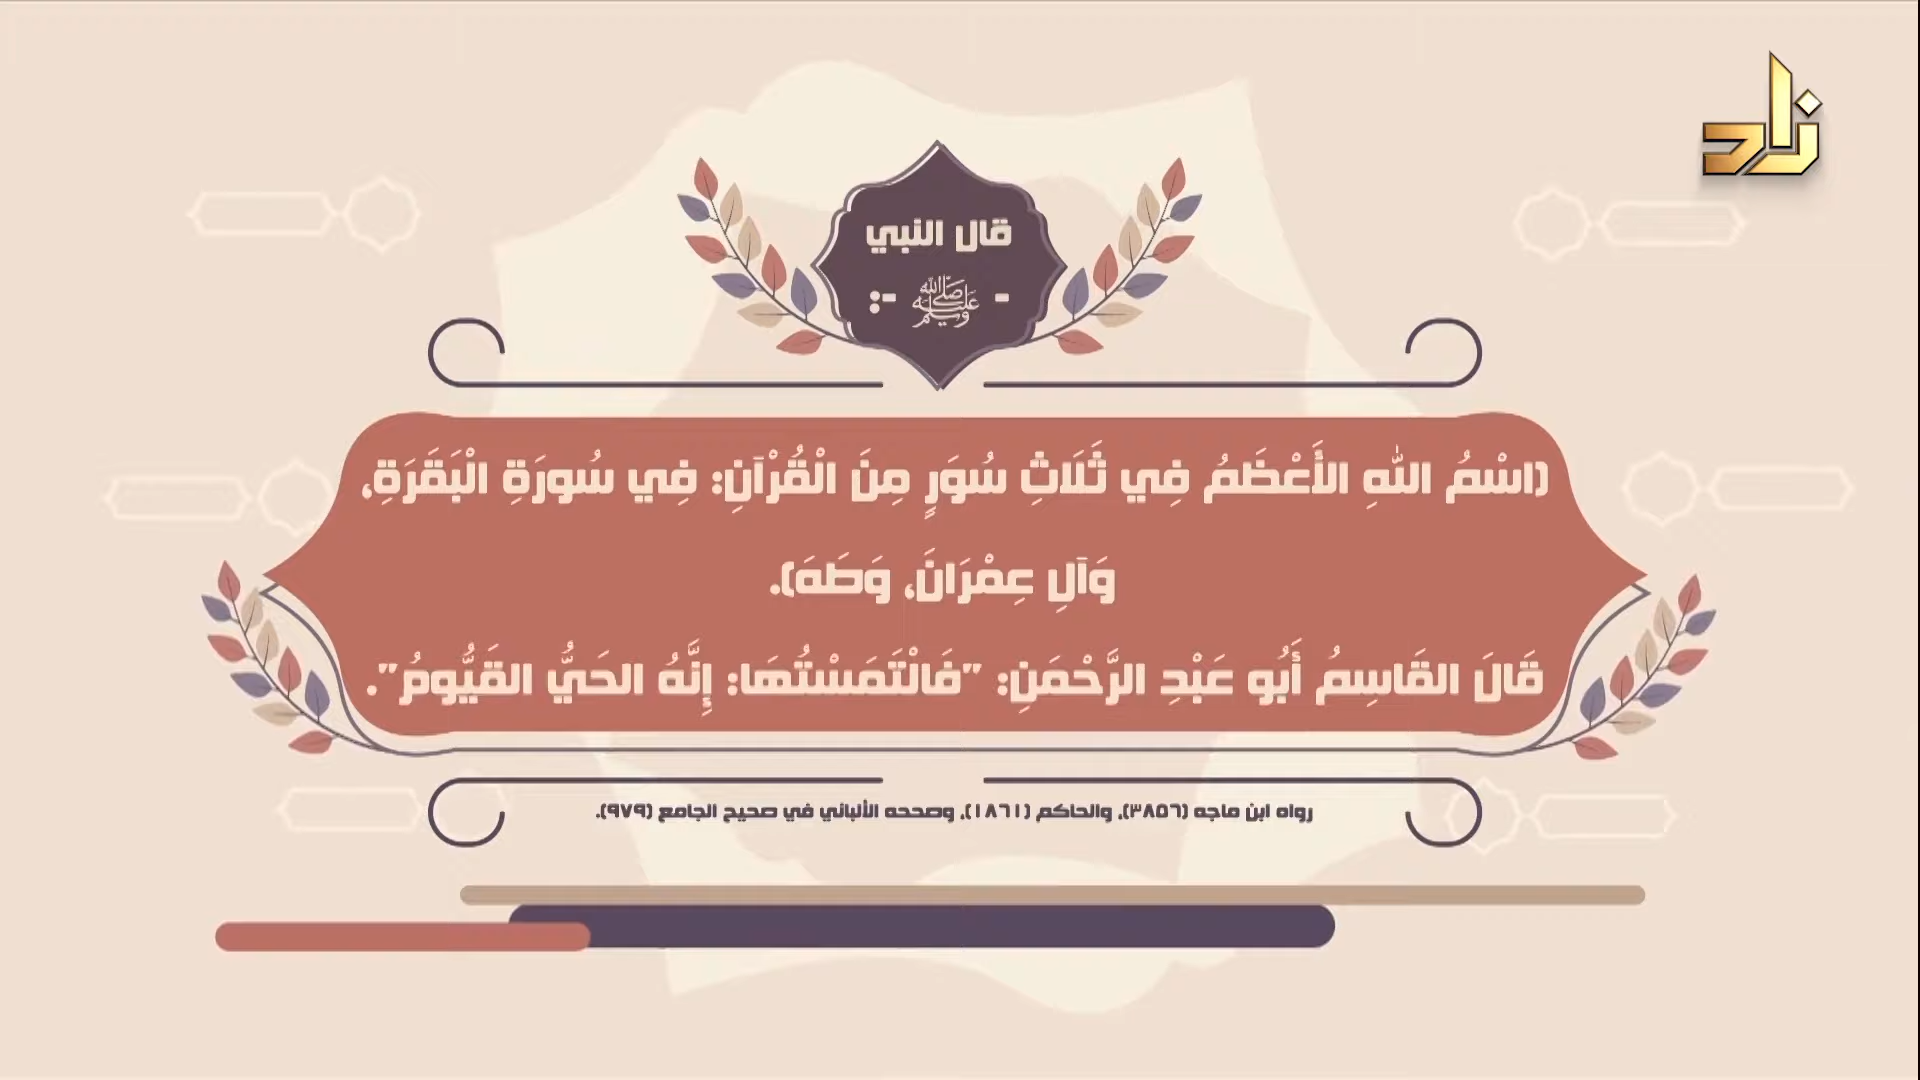 زاد
قال النبي
- ﷺ -:
(اسْمُ اللهِ الأَعْظَمُ فِي ثَلَاثِ سُوَرٍ مِنَ الْقُرْآنِ: فِي سُورَةِ الْبَقَرَةِ،
وَآلِ عِمْرَانَ، وَطَهَ).
قَالَ القَاسِمُ أَبُو عَبْدِ الرَّحْمَنِ: "فَالْتَمَسْتُهَا: إِنَّهُ الحَيُّ القَيُّومُ".
رواه ابن ماجه (٣٨٥٦)، والحاكم (١٨٦١)، وصححه الألباني في صحيح الجامع (٩٧٩).